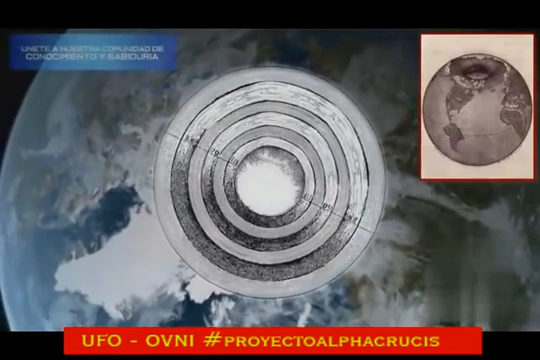 UNETE A NUESTRA COMUNIDAD DE
CONOCIMIENTO Y SABIDURIA
UFO - OVNI #PROYECTOALPHACRUCIS